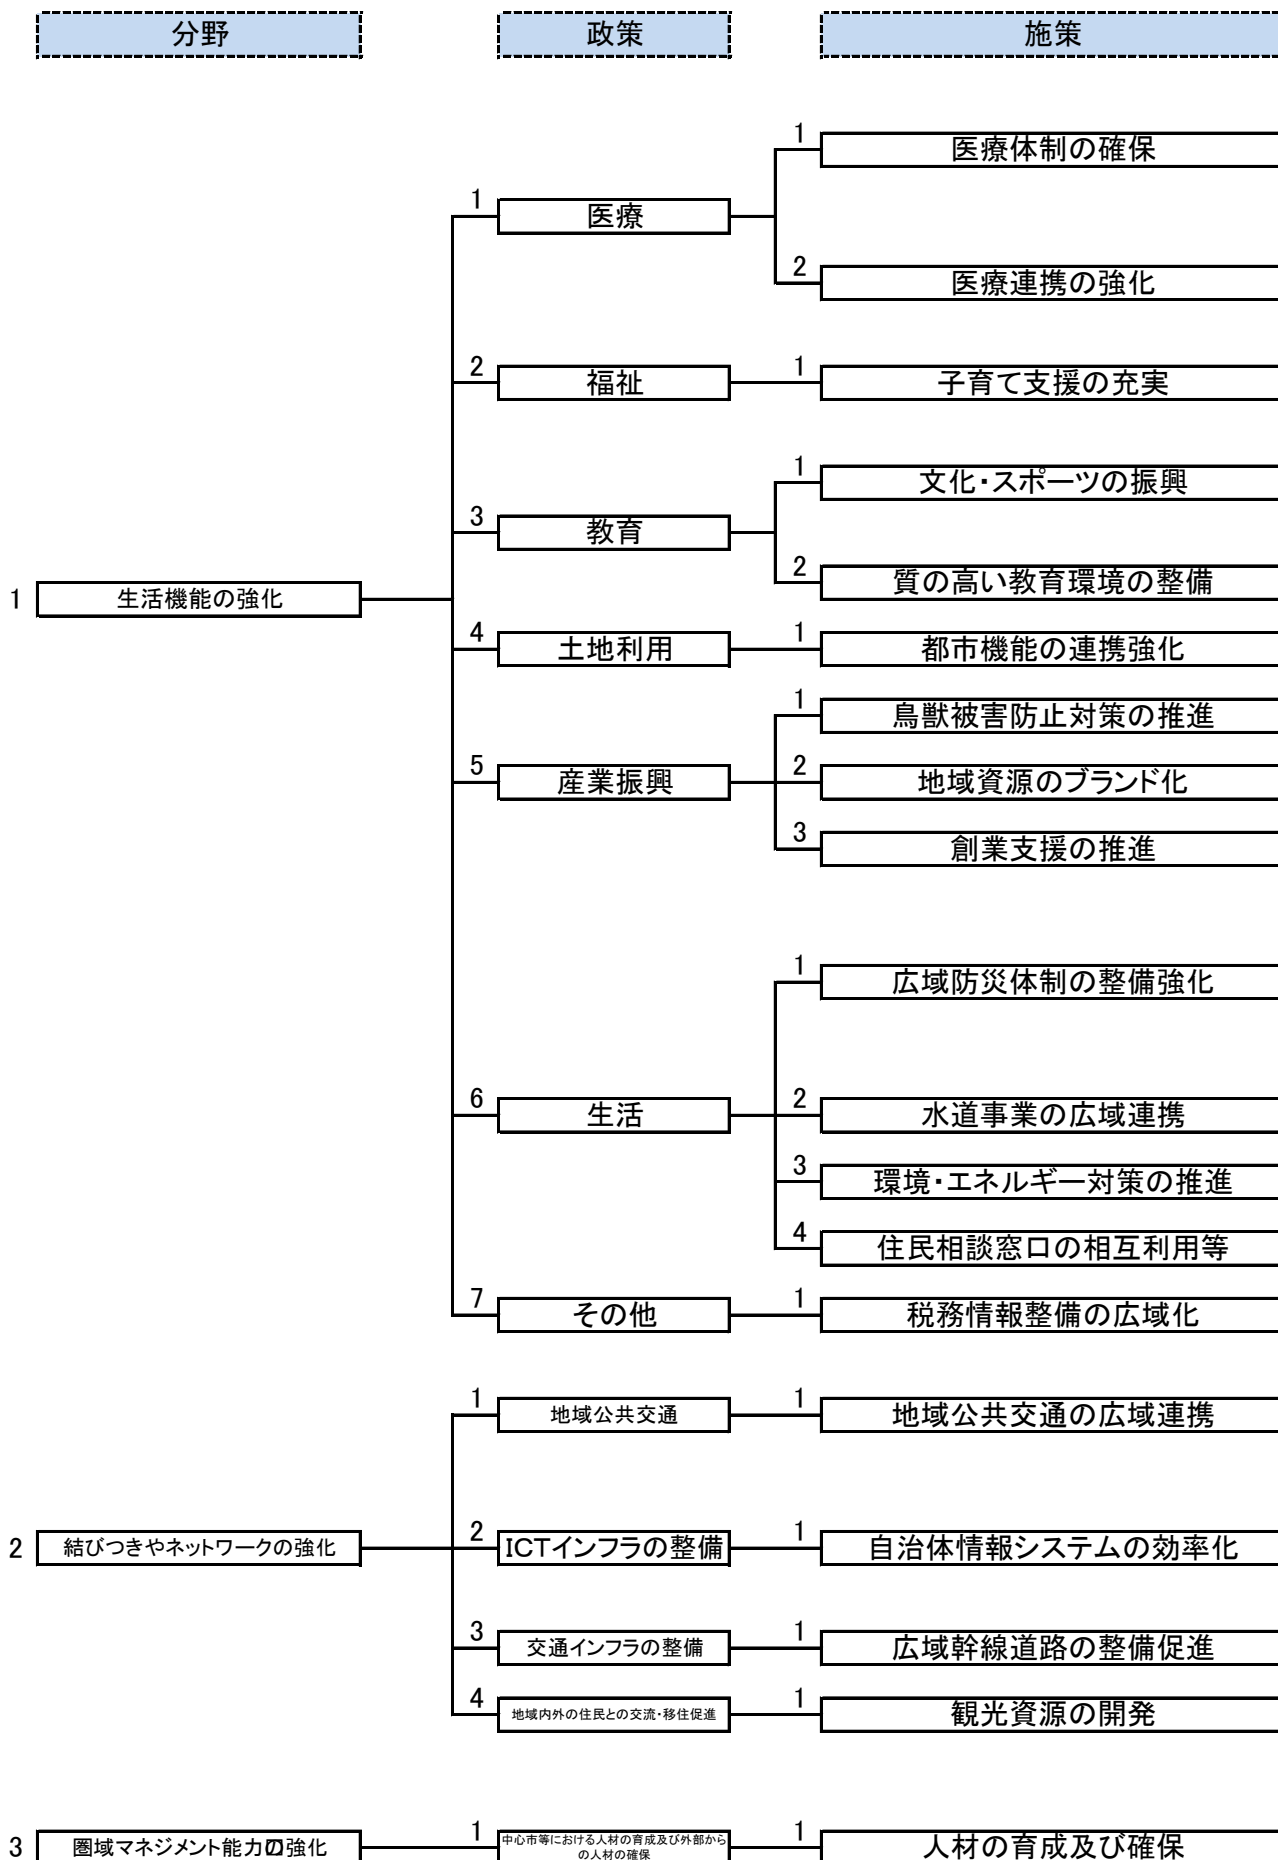 分野 政策 施策
1 医療体制の確保
1 医療
2 医療連携の強化
2 福祉 1 子育て支援の充実
1 文化・スポーツの振興
3 教育
2 質の高い教育環境の整備
1 生活機能の強化
4 土地利用 1 都市機能の連携強化
1 鳥獣被害防止対策の推進
5 産業振興 2 地域資源のブランド化
3 創業支援の推進
1 広域防災体制の整備強化
6 生活 2 水道事業の広域連携
3 環境・エネルギー対策の推進
4 住民相談窓口の相互利用等
7 その他 1 税務情報整備の広域化
1 地域公共交通 1 地域公共交通の広域連携
2 結びつきやネットワークの強化 2 ICTインフラの整備 1 自治体情報システムの効率化
3 交通インフラの整備 1 広域幹線道路の整備促進
4 地域内外の住民との交流・移住促進 1 観光資源の開発
3 圏域マネジメント能力の強化 1 中心市等における人材の育成及び外部から
の人材の確保 1 人材の育成及び確保